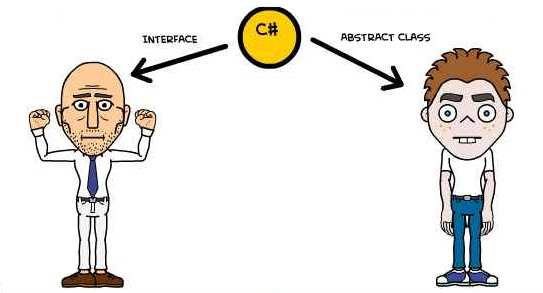 C#
INTERFACE
ABSTRACT CLASS